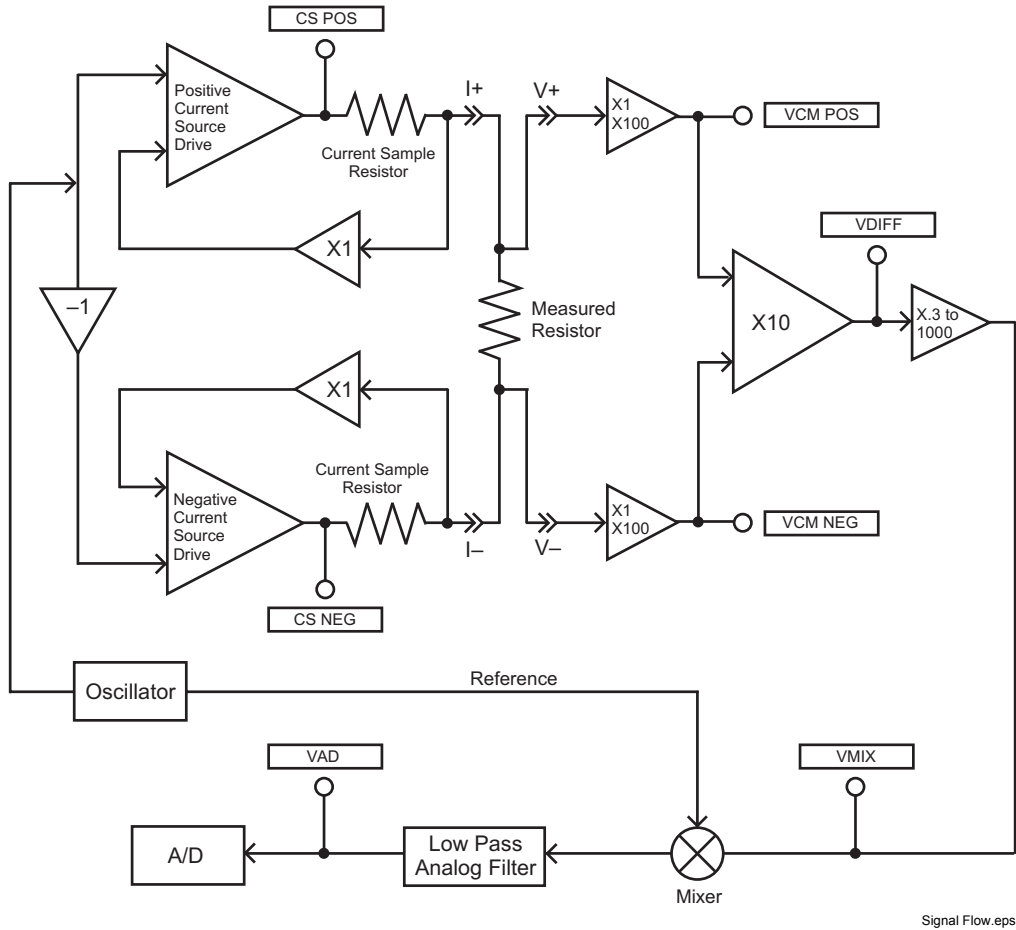 CS POS
Positive
Current
Source
Drive
Current Sample
Resistor
I+
V+
X1
X100
VCM POS
X1
VDIFF
–1
Measured
Resistor
X10
X.3 to
1000
X1
Current Sample
Resistor
Negative
Current
Source
Drive
I–
V–
X1
X100
VCM NEG
CS NEG
Oscillator
Reference
VAD
VMIX
A/D
Low Pass
Analog Filter
Mixer
Signal Flow.eps